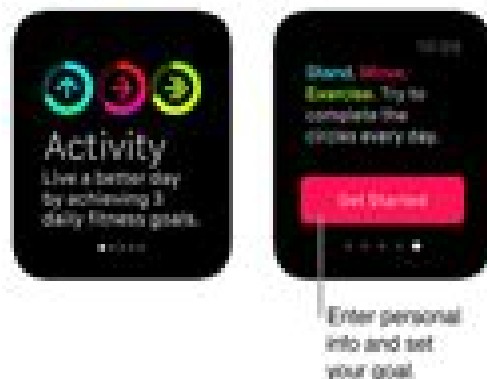 Activity
Live a better day
by achieving 3
daily fitness goals.
Stand, Move,
Exercise. Try to
complete the
circles every day.
Get Started
Enter personal
info and set
your goal.